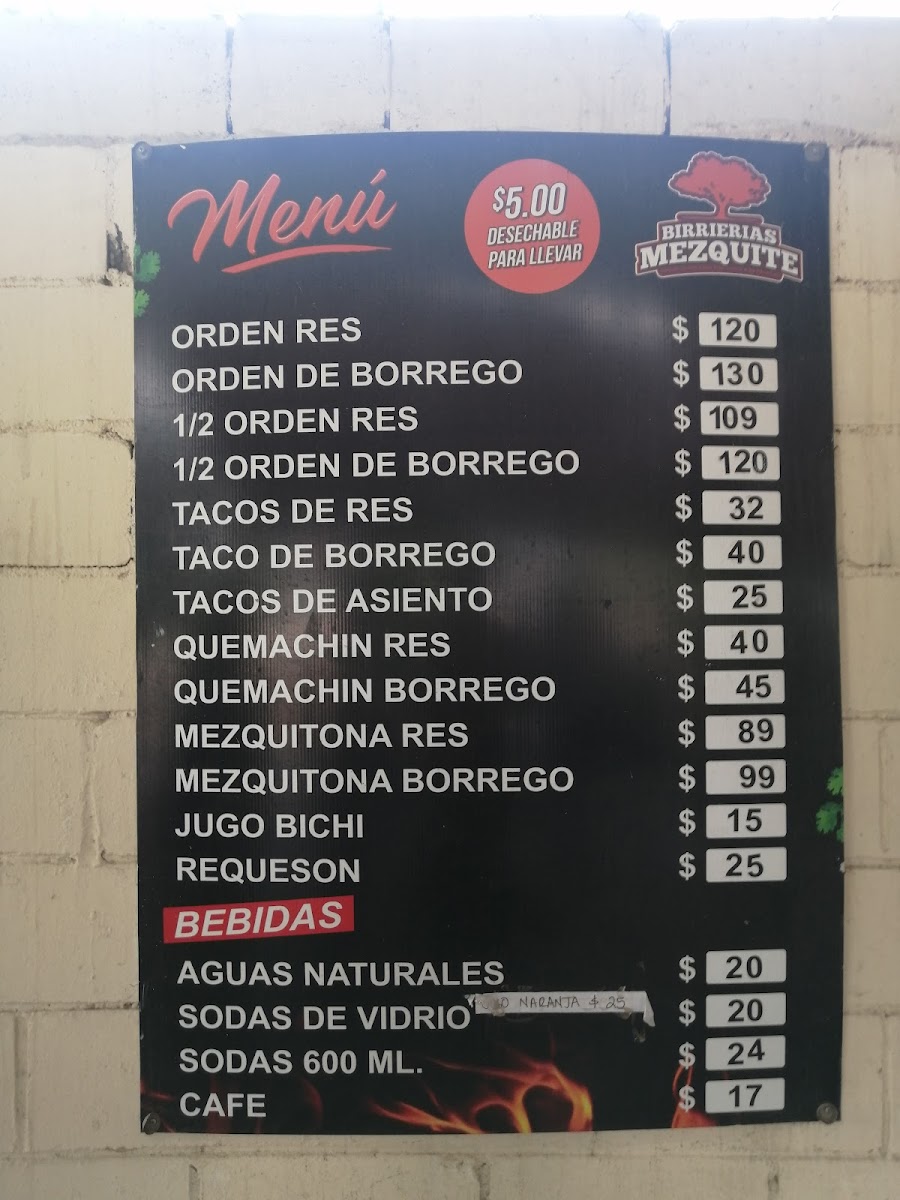 Menú
$5.00
DESECHABLE
PARA LLEVAR
BIRRIERIAS
MEZQUITE
ORDEN RES $ 120
ORDEN DE BORREGO $ 130
1/2 ORDEN RES $ 109
1/2 ORDEN DE BORREGO $ 120
TACOS DE RES $ 32
TACO DE BORREGO $ 40
TACOS DE ASIENTO $ 25
QUEMACHIN RES $ 40
QUEMACHIN BORREGO $ 45
MEZQUITONA RES $ 89
MEZQUITONA BORREGO $ 99
JUGO BICHI $ 15
REQUESON $ 25
BEBIDAS
AGUAS NATURALES $ 20
NARANJA $ 25
SODAS DE VIDRIO $ 20
SODAS 600 ML. $ 24
CAFE $ 17